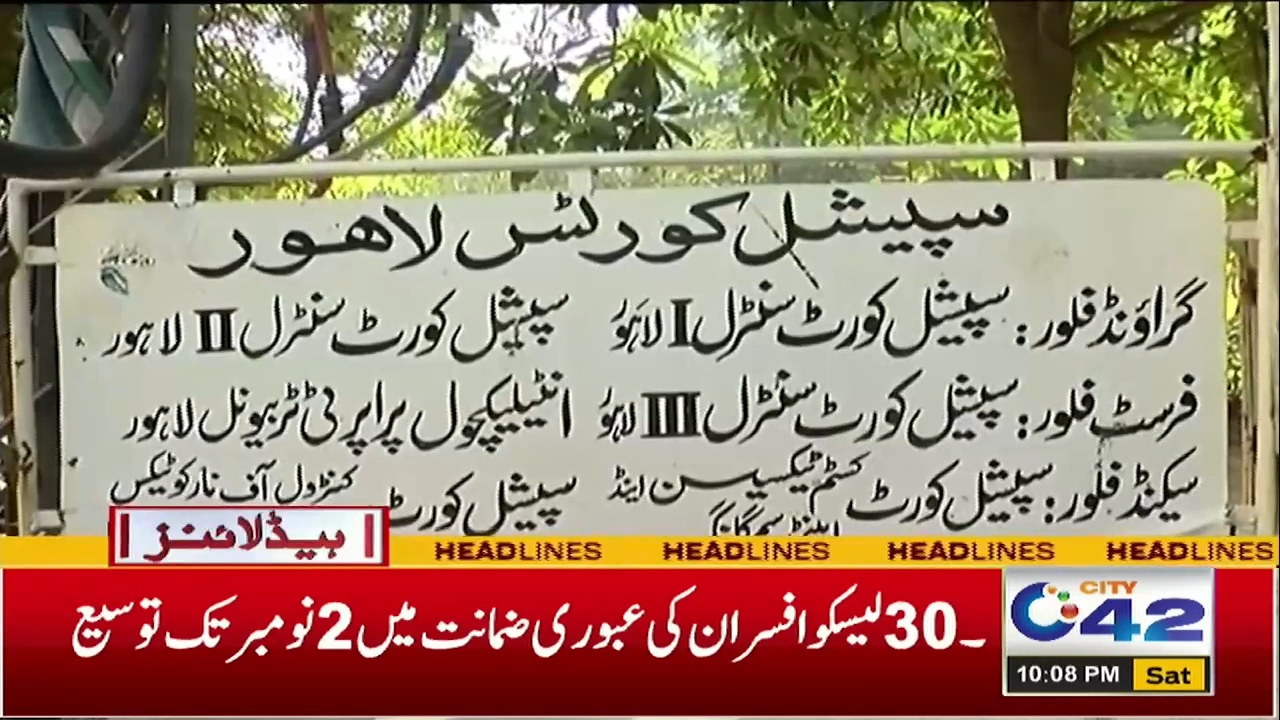 سپیشل کورٹس لاہور
گراؤنڈ فلور: سپیشل کورٹ سنٹرل I لاہور سپیشل کورٹ سنٹرل II لاہور
فرسٹ فلور: سپیشل کورٹ سنٹرل III لاہور انٹیلیکچول پراپرٹی ٹربیونل لاہور
سیکنڈ فلور: سپیشل کورٹ کسٹم ٹیکسیسن اینڈ سپیشل کورٹ کنٹرول آف نارکوٹیکس
ہیڈلائنز
HEADLINES HEADLINES HEADLINES HEADLINES
۔30 لیسکو افسران کی عبوری ضمانت میں 2 نومبر تک توسیع
CITY
42
10:08 PM Sat